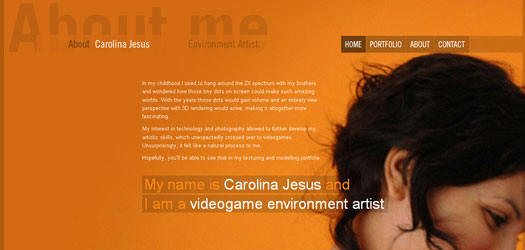 About me
About Carolina Jesus
Environment Artist
HOME PORTFOLIO ABOUT CONTACT
In my childhood I used to hang around the ZX spectrum with my brothers
and wondered how those tiny dots on screen could make such amazing
worlds. With the years those dots would gain volume and an entirely new
perspective with 3D rendering would arrive, making it altogether more
fascinating.
My interest in technology and photography allowed to further develop my
artistic skills, which unexpectedly crossed over to videogames.
Unsurprisingly, it felt like a natural process to me.
Hopefully, you'll be able to see that in my texturing and modelling portfolio.
My name is Carolina Jesus and
I am a videogame environment artist